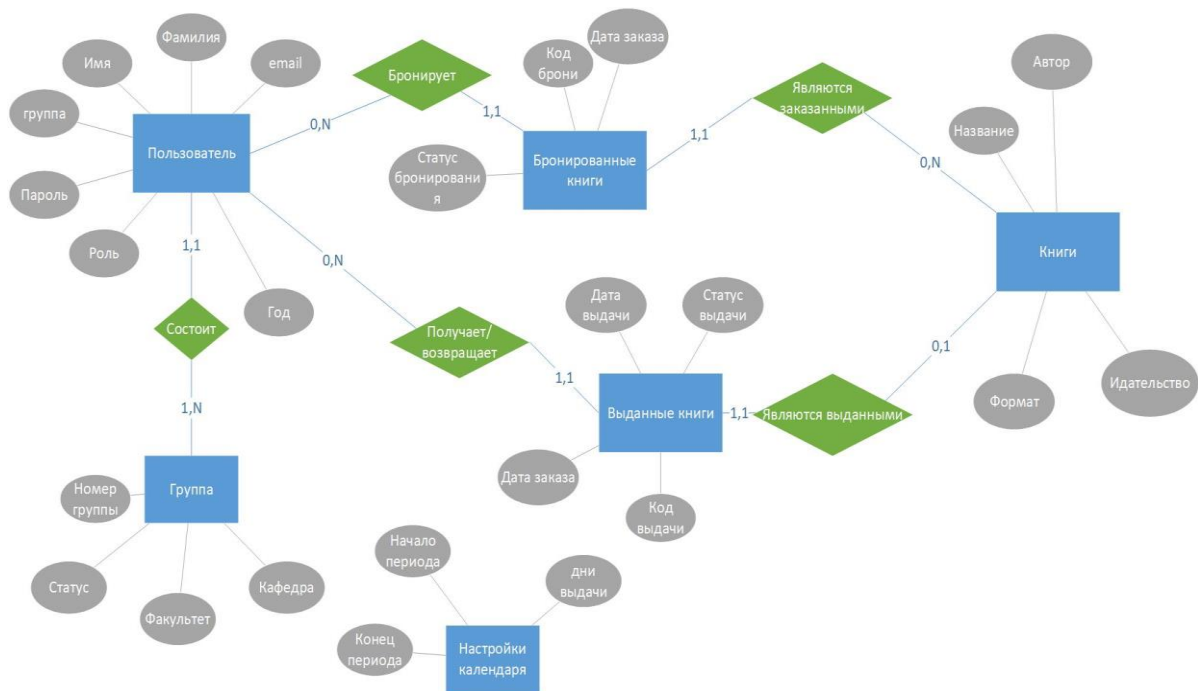 Фамилия
Имя
email
группа
Пользователь
Пароль
Роль
Год
0,N
Бронирует
1,1
Код
брони
Дата заказа
Статус
бронировани
я
Бронированные
книги
1,1
Являются
заказанными
0,N
Автор
Название
Книги
Формат
Идательство
1,1
Состоит
1,N
Группа
Номер
группы
Статус
Факультет
Кафедра
0,N
Получает/
возвращает
1,1
Дата
выдачи
Статус
выдачи
Выданные книги
Дата заказа
Код
выдачи
1,1
Являются выданными
0,1
Начало
периода
дни
выдачи
Конец
периода
Настройки
календаря